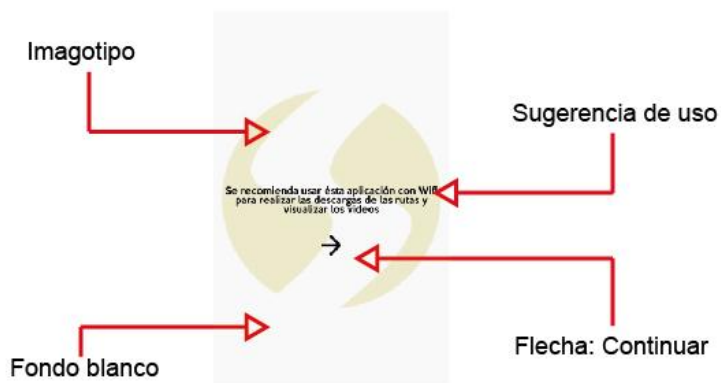 Imagotipo
Sugerencia de uso
Se recomienda usar ésta aplicación con Wifi
para realizar las descargas de las rutas y
visualizar los videos
Flecha: Continuar
Fondo blanco